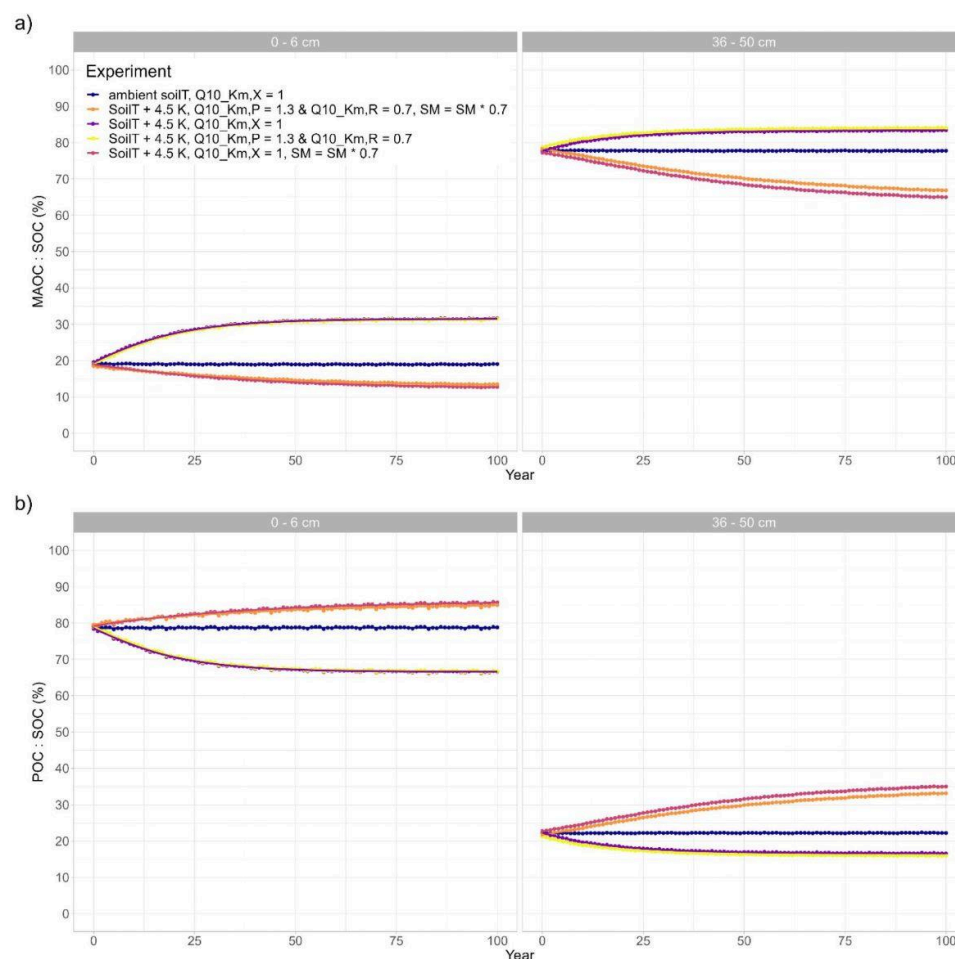 a)
0 - 6 cm
36 - 50 cm
Experiment
ambient soilT, Q10_Km,X = 1
SoilT + 4.5 K, Q10_Km,P = 1.3 & Q10_Km,R = 0.7, SM = SM * 0.7
SoilT + 4.5 K, Q10_Km,X = 1
SoilT + 4.5 K, Q10_Km,P = 1.3 & Q10_Km,R = 0.7
SoilT + 4.5 K, Q10_Km,X = 1, SM = SM * 0.7
MAOC : SOC (%)
100
90
80
70
60
50
40
30
20
10
0
0
25
50
75
100
0
25
50
75
100
Year
b)
0 - 6 cm
36 - 50 cm
POC : SOC (%)
100
90
80
70
60
50
40
30
20
10
0
0
25
50
75
100
0
25
50
75
100
Year